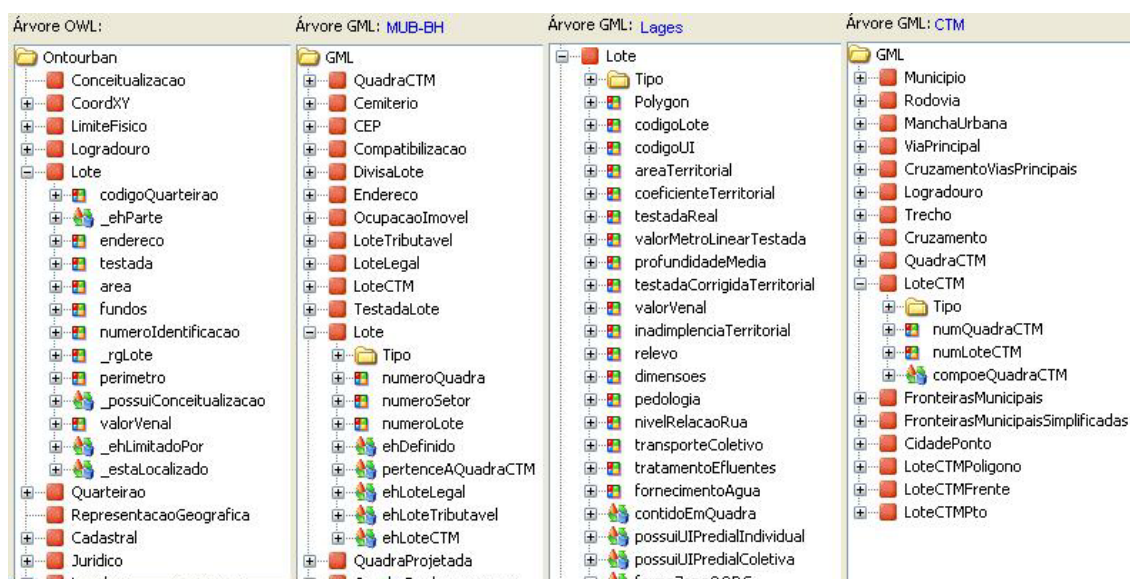 Árvore OWL:
Ontourban
Conceitualizacao
CoordXY
LimiteFisico
Logradouro
Lote
codigoQuarteirao
_ehParte
endereco
testada
area
fundos
numeroIdentificacao
_rgLote
perimetro
_possuiConceitualizacao
valorVenal
_ehLimitadoPor
_estaLocalizado
Quarteirao
RepresentacaoGeografica
Cadastral
Juridico
Árvore GML: MUB-BH
GML
QuadraCTM
Cemiterio
CEP
Compatibilizacao
DivisaLote
Endereco
OcupacaoImovel
LoteTributavel
LoteLegal
LoteCTM
TestadaLote
Lote
Tipo
numeroQuadra
numeroSetor
numeroLote
ehDefinido
pertenceAQuadraCTM
ehLoteLegal
ehLoteTributavel
ehLoteCTM
QuadraProjetada
Árvore GML: Lages
Lote
Tipo
Polygon
codigoLote
codigoUI
areaTerritorial
coeficienteTerritorial
testadaReal
valorMetroLinearTestada
profundidadeMedia
testadaCorrigidaTerritorial
valorVenal
inadimplenciaTerritorial
relevo
dimensoes
pedologia
nivelRelacaoRua
transporteColetivo
tratamentoEfluentes
fornecimentoAgua
contidoEmQuadra
possuiUIPredialIndividual
possuiUIPredialColetiva
Árvore GML: CTM
GML
Municipio
Rodovia
ManchaUrbana
ViaPrincipal
CruzamentoViasPrincipais
Logradouro
Trecho
Cruzamento
QuadraCTM
LoteCTM
Tipo
numQuadraCTM
numLoteCTM
compoeQuadraCTM
FronteirasMunicipais
FronteirasMunicipaisSimplificadas
CidadePonto
LoteCTMPoligono
LoteCTMFrente
LoteCTMPto